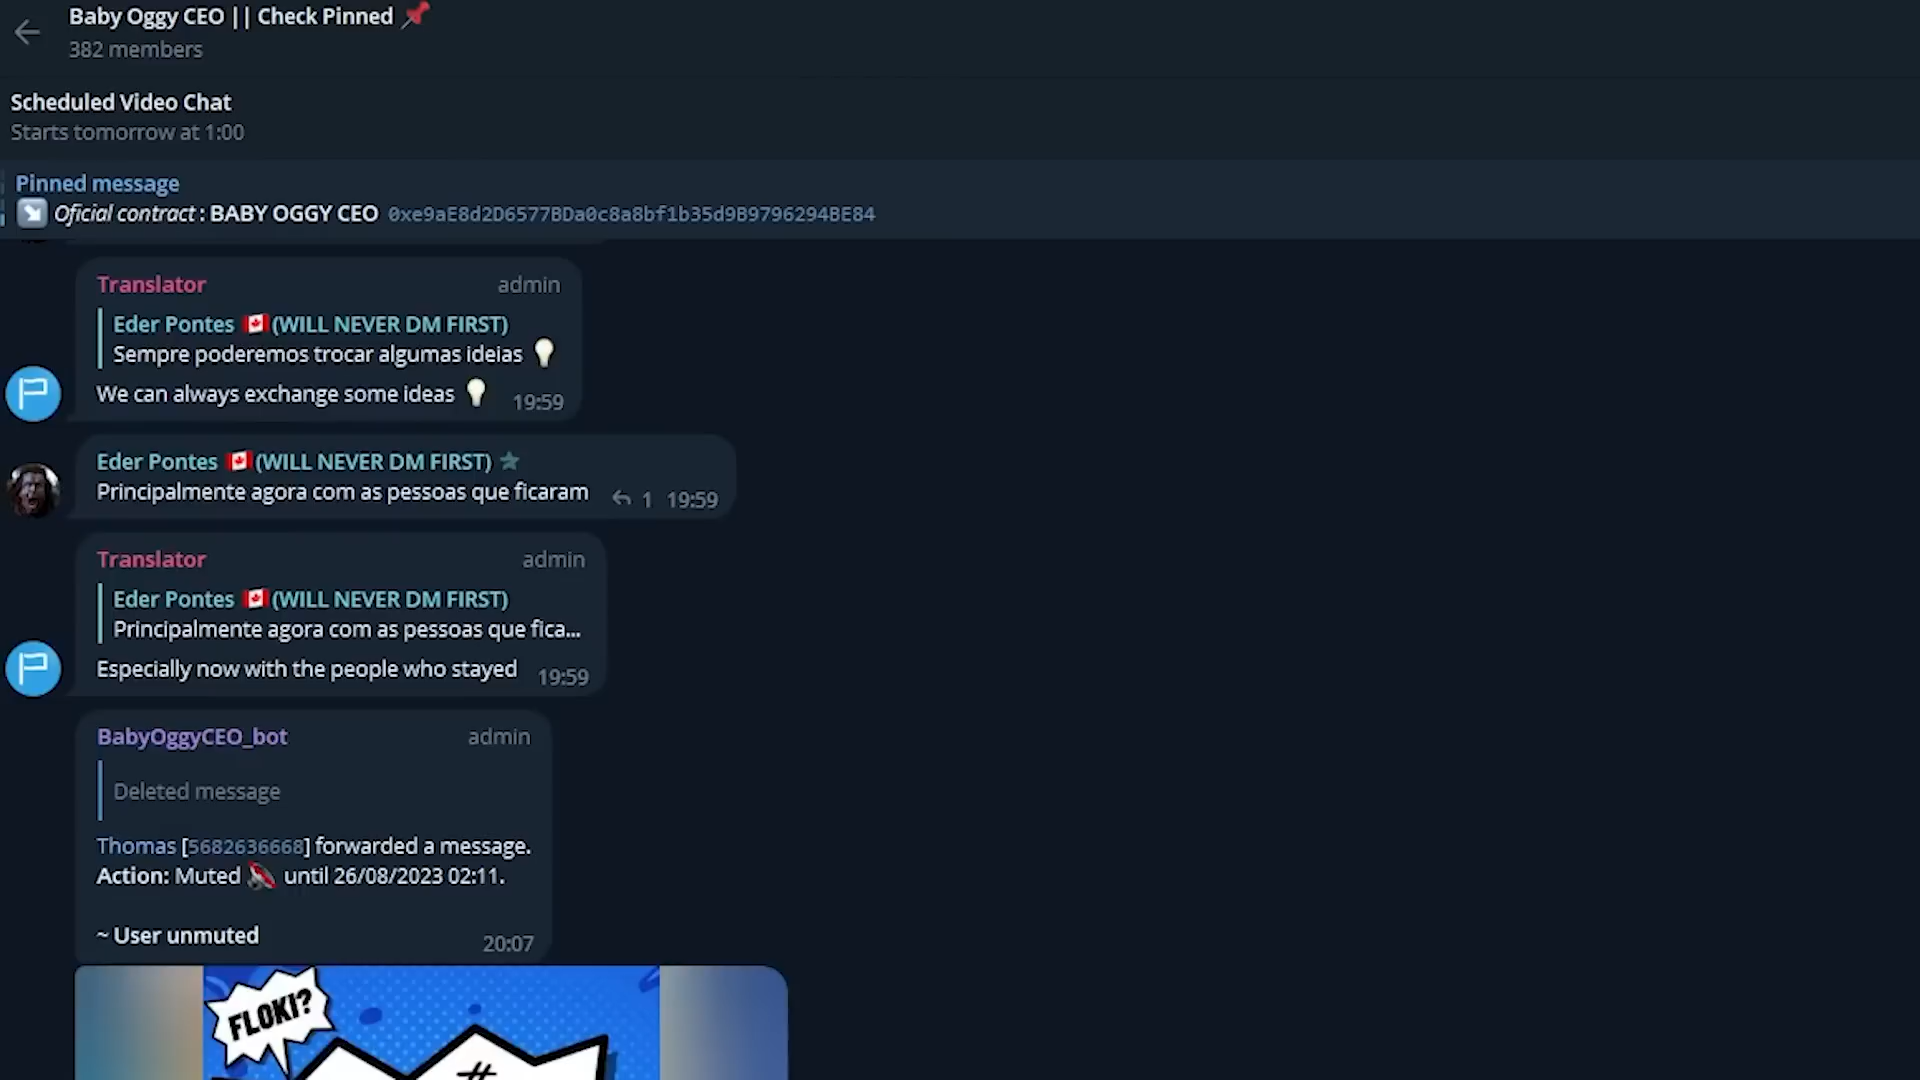 Baby Oggy CEO || Check Pinned 📌
382 members
Scheduled Video Chat
Starts tomorrow at 1:00
Pinned message
↘️ Oficial contract : BABY OGGY CEO 0xe9aE8d2D6577BDa0c8a8bf1b35d9B9796294BE84
Translator admin
Eder Pontes 🇨🇦(WILL NEVER DM FIRST)
Sempre poderemos trocar algumas ideias 💡
We can always exchange some ideas 💡 19:59
Eder Pontes 🇨🇦(WILL NEVER DM FIRST)
Principalmente agora com as pessoas que ficaram 1 19:59
Translator admin
Eder Pontes 🇨🇦(WILL NEVER DM FIRST)
Principalmente agora com as pessoas que fica...
Especially now with the people who stayed 19:59
BabyOggyCEO_bot admin
Deleted message
Thomas [5682636668] forwarded a message.
Action: Muted 🔇 until 26/08/2023 02:11.
~ User unmuted 20:07
FLOKI?
#